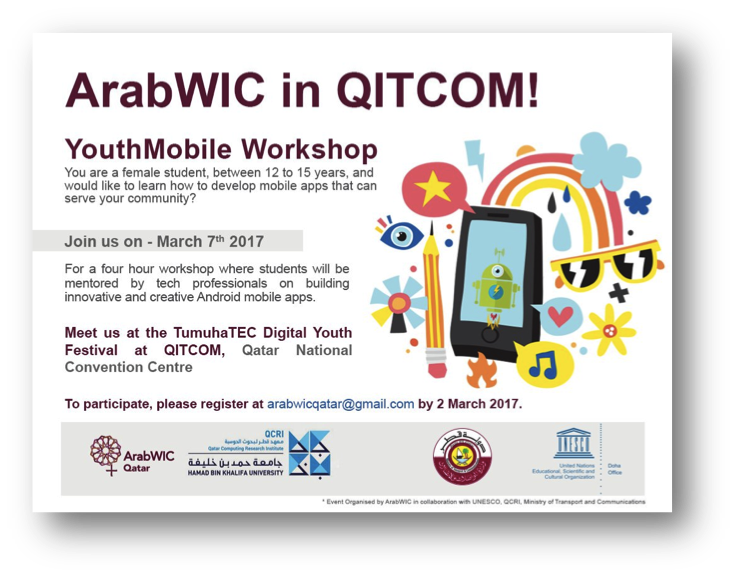 ArabWIC in QITCOM!
YouthMobile Workshop
You are a female student, between 12 to 15 years, and
would like to learn how to develop mobile apps that can
serve your community?
Join us on - March 7th 2017
For a four hour workshop where students will be
mentored by tech professionals on building
innovative and creative Android mobile apps.
Meet us at the TumuhaTEC Digital Youth
Festival at QITCOM, Qatar National
Convention Centre
To participate, please register at arabwicqatar@gmail.com by 2 March 2017.
ArabWIC
Qatar
QCRI
معهد قطر لبحوث الحوسبة
Qatar Computing Research Institute
جامعة حمد بن خليفة
HAMAD BIN KHALIFA UNIVERSITY
دولة قطر
UNESCO
United Nations
Educational, Scientific and
Cultural Organization
Doha
Office
* Event Organised by ArabWIC in collaboration with UNESCO, QCRI, Ministry of Transport and Communications